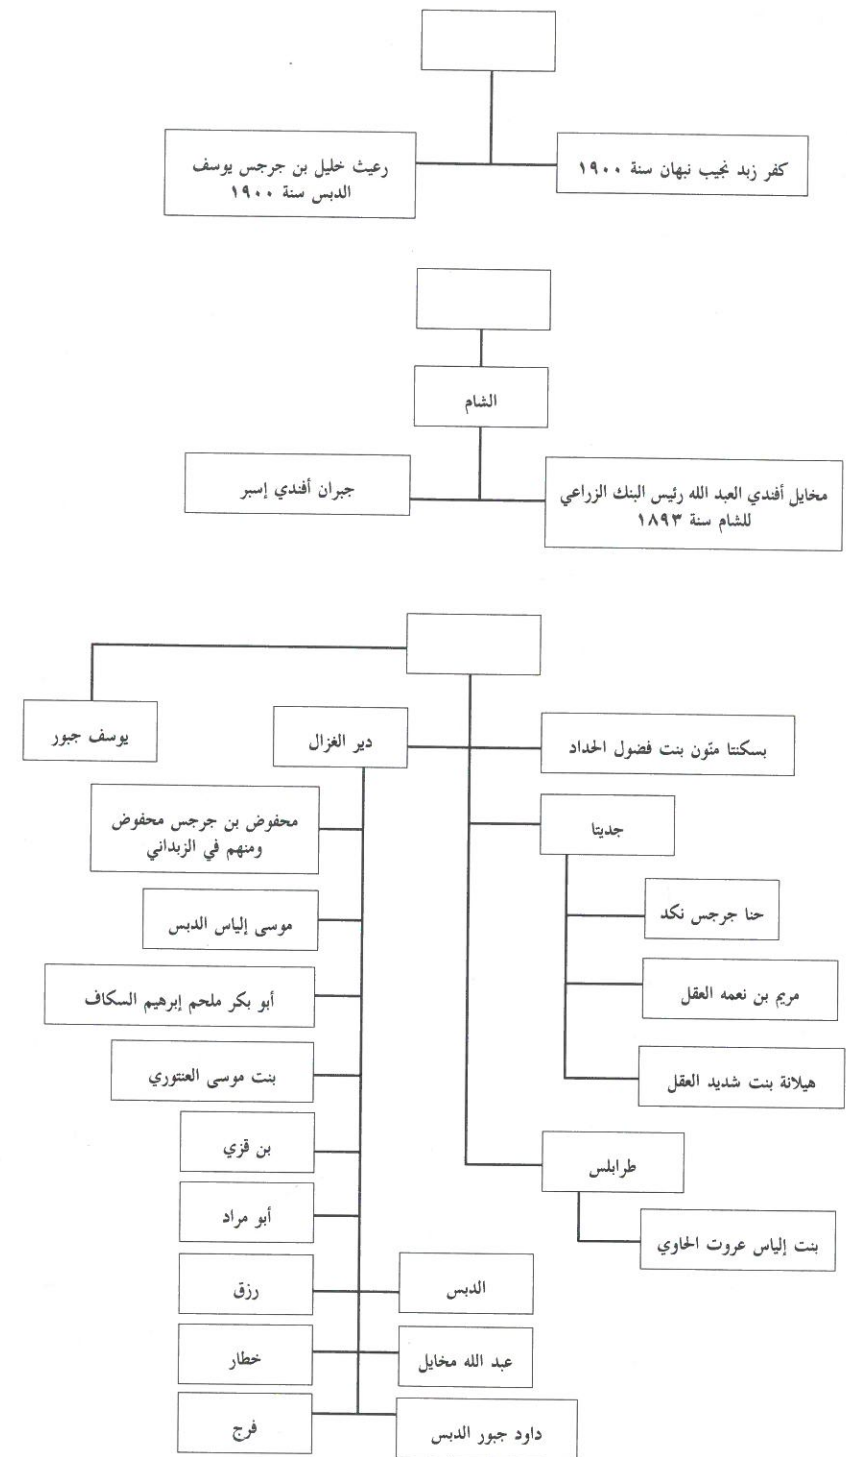 كفر زبد نجيب نبهان سنة ١٩٠٠
رعيث خليل بن جرجس يوسف
الدبس سنة ١٩٠٠
الشام
مخايل أفندي العبد الله رئيس البنك الزراعي
للشام سنة ١٨٩٣
جبران أفندي إسبر
يوسف جبور
بسكنتا منّون بنت فضول الحداد
دير الغزال
جديتا
حنا جرجس نكد
مريم بن نعمه العقل
هيلانة بنت شديد العقل
طرابلس
بنت إلياس عروت الحاوي
محفوض بن جرجس محفوض
ومنهم في الزبداني
موسى إلياس الدبس
أبو بكر ملحم إبرهيم السكاف
بنت موسى العنتوري
بن قزي
أبو مراد
الدبس
رزق
عبد الله مخايل
خطار
داود جبور الدبس
فرج